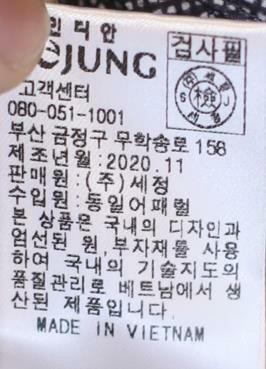 인디안
SEJUNG
검사필
檢
고객센터
080-051-1001
부산 금정구 무학송로 158
제조년월 : 2020.11
판매원 : (주)세정
수입원 : 동일어패럴
본 상품은 국내의 디자인과
엄선된 원,부자재를 사용
하여 국내의 기술지도와
품질관리로 베트남에서 생
산된 제품입니다.
MADE IN VIETNAM